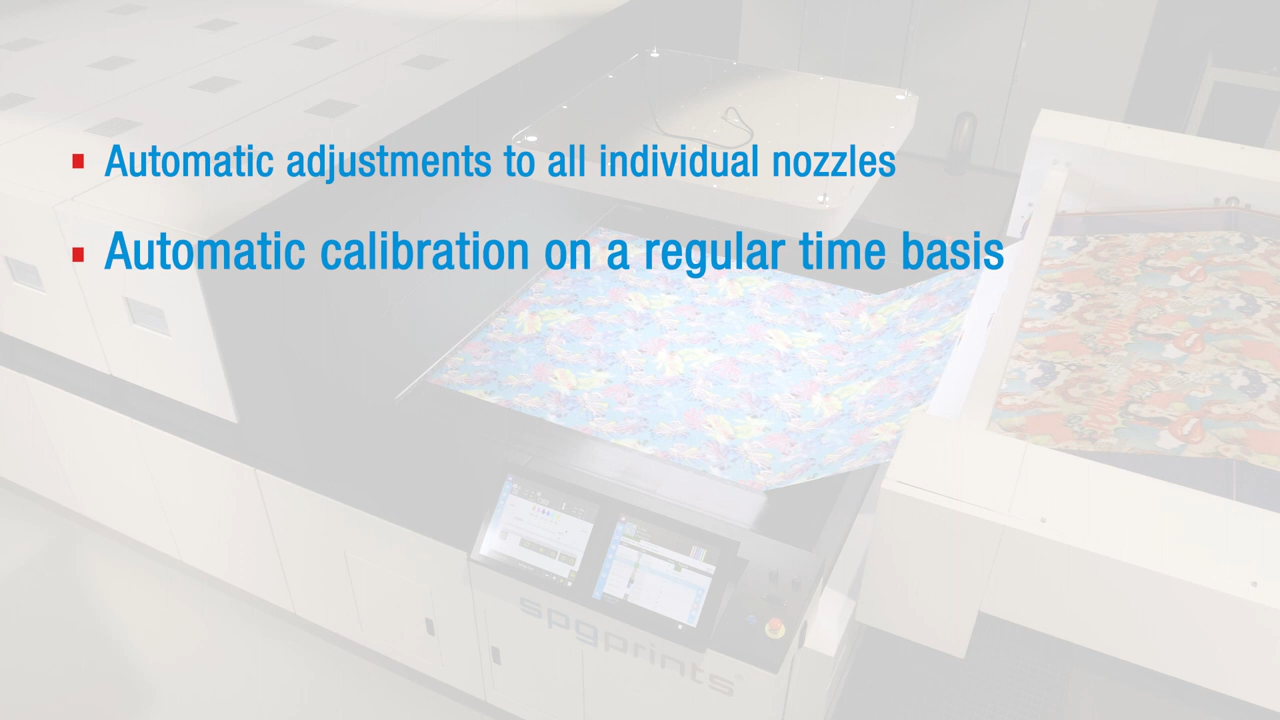 Automatic adjustments to all individual nozzles
Automatic calibration on a regular time basis
spgprints